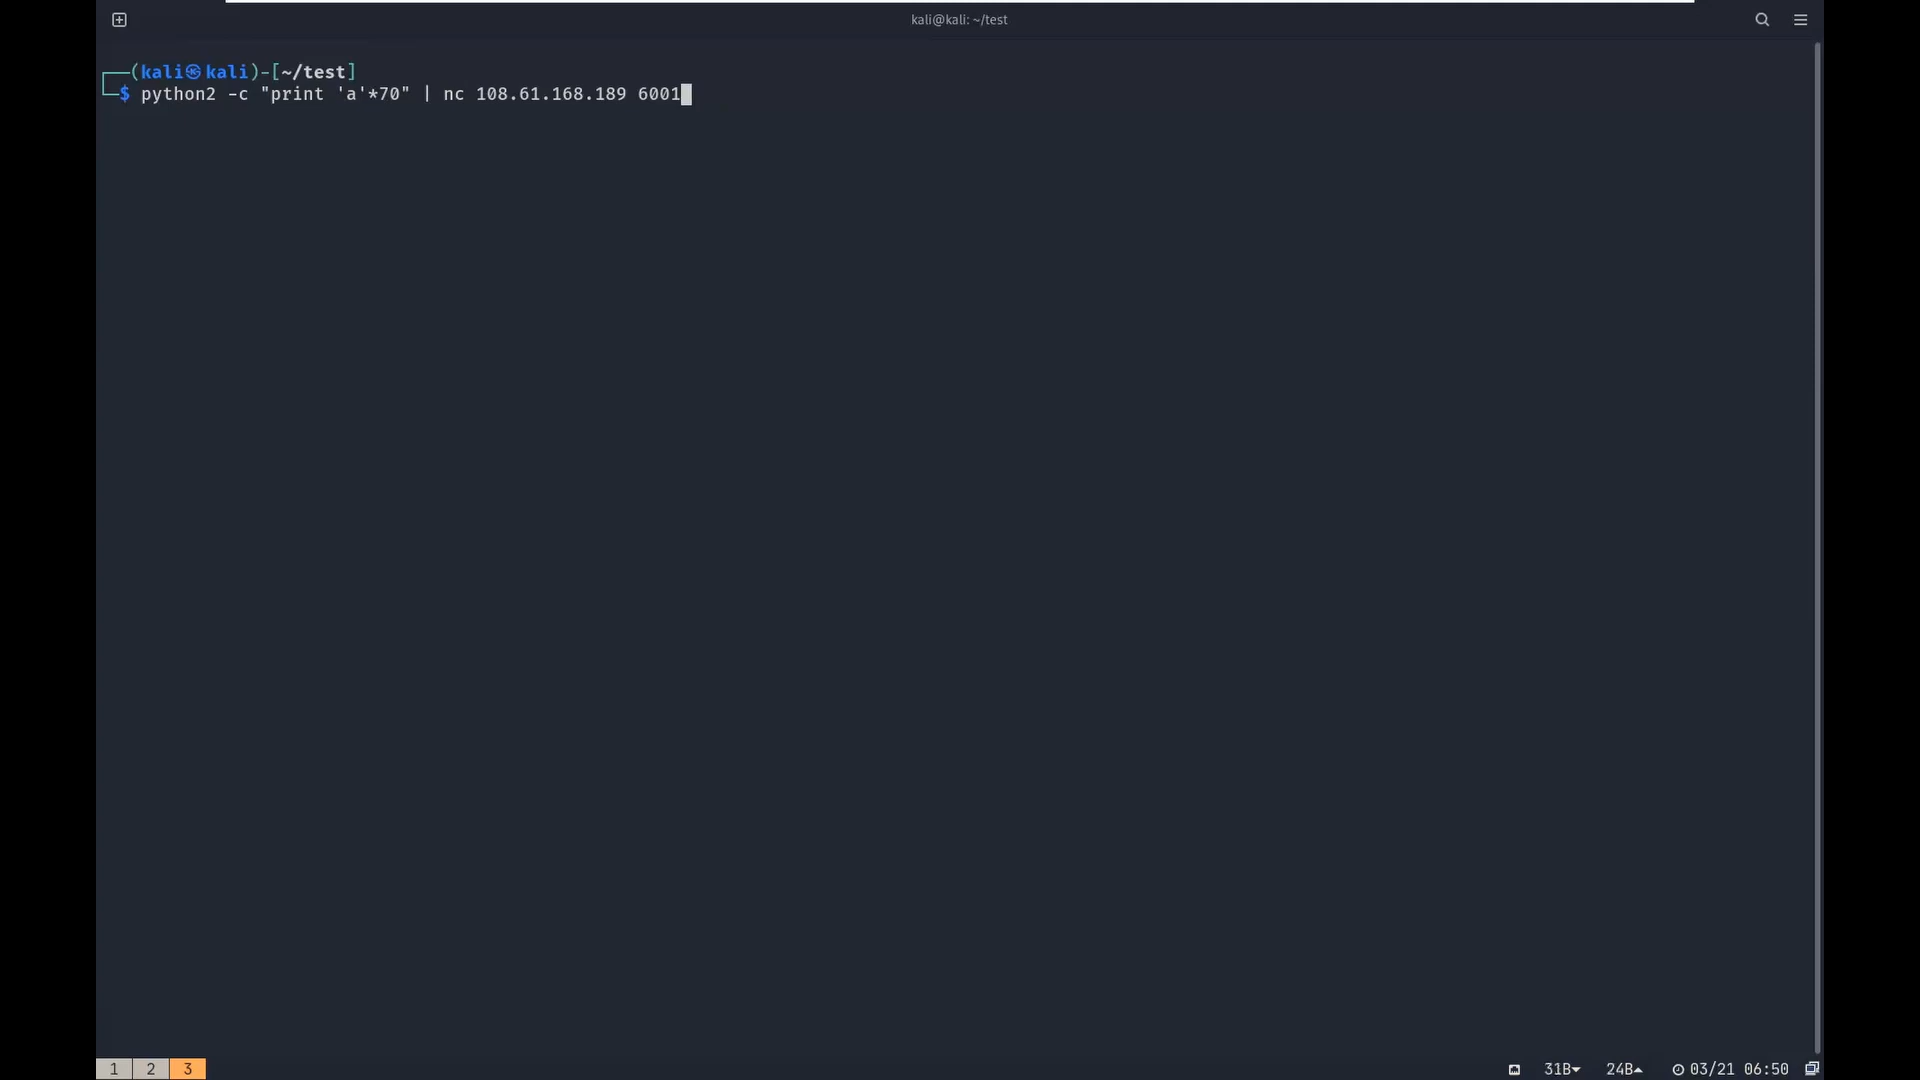 kali@kali: ~/test
┌──(kali㉿kali)-[~/test]
└─$ python2 -c "print 'a'*70" | nc 108.61.168.189 6001
1 2 3 31B▾ 24B▴ 03/21 06:50